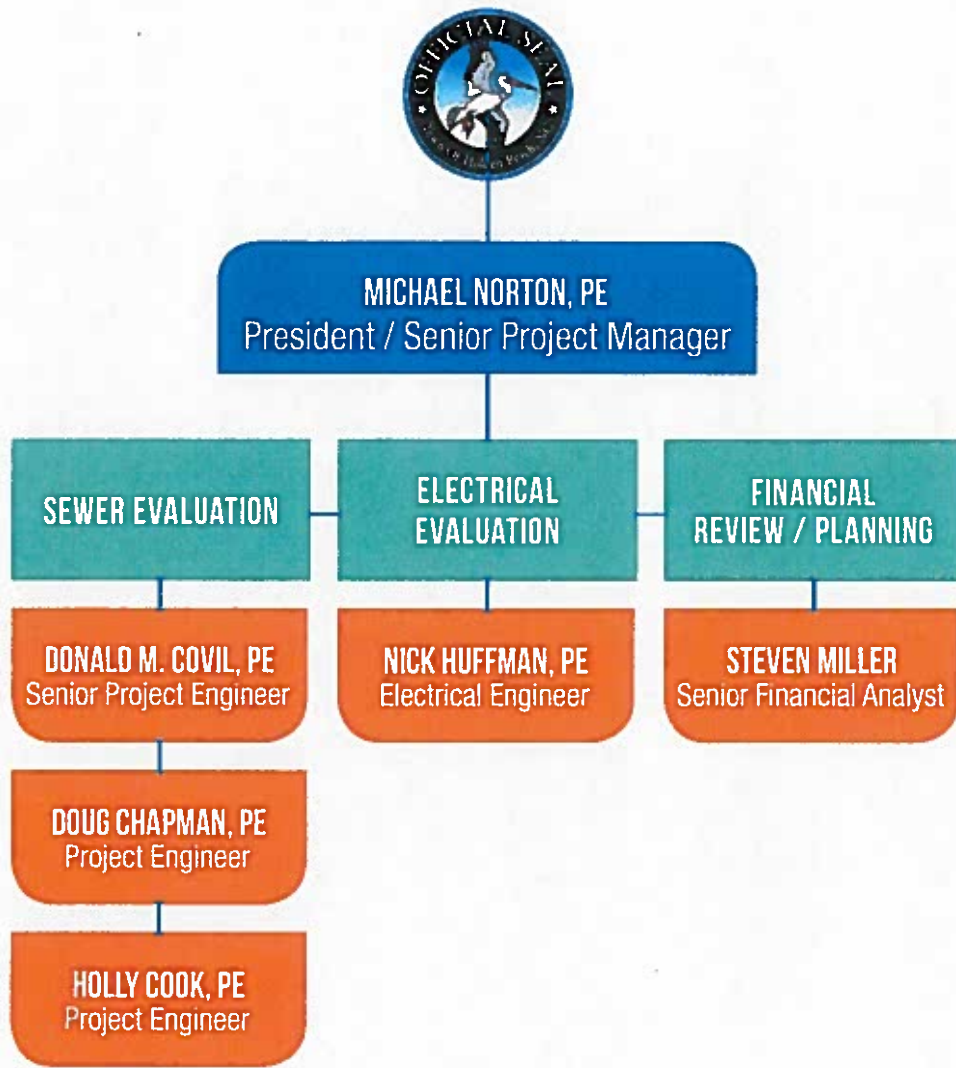 OFFICIAL SEAL
MICHAEL NORTON, PE
President / Senior Project Manager
SEWER EVALUATION
DONALD M. COVIL, PE
Senior Project Engineer
DOUG CHAPMAN, PE
Project Engineer
HOLLY COOK, PE
Project Engineer
ELECTRICAL
EVALUATION
NICK HUFFMAN, PE
Electrical Engineer
FINANCIAL
REVIEW / PLANNING
STEVEN MILLER
Senior Financial Analyst